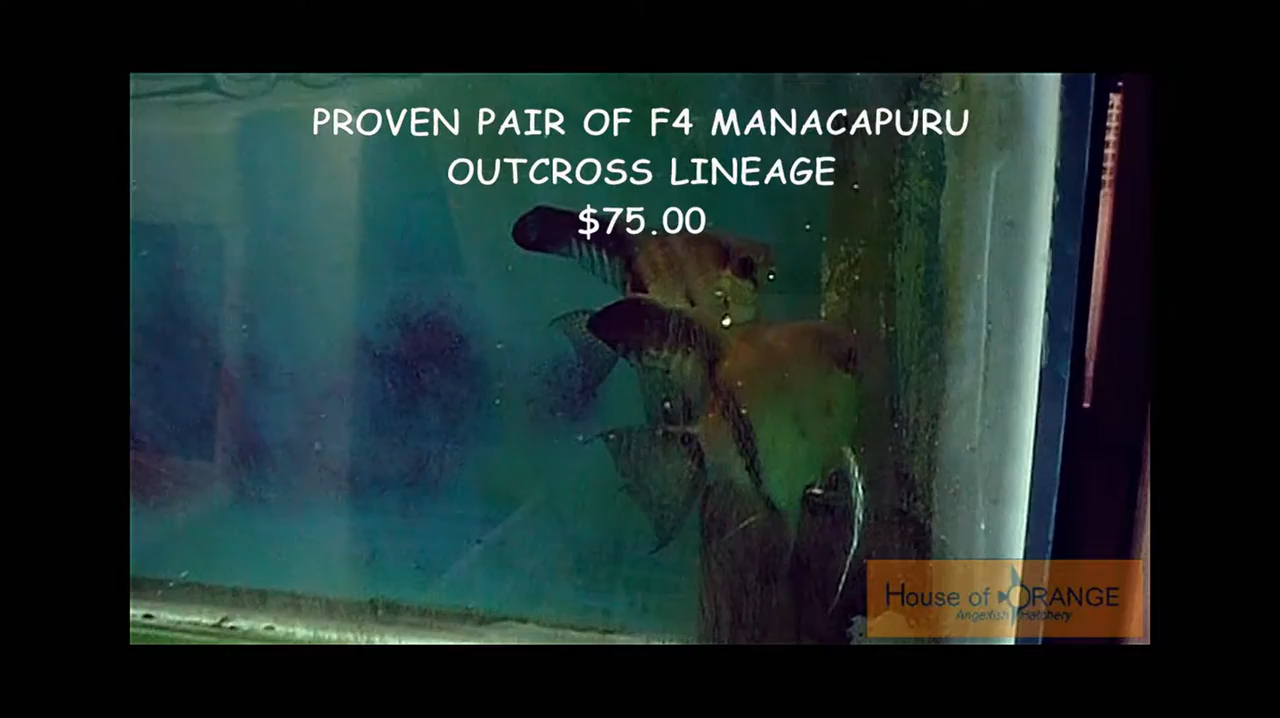 PROVEN PAIR OF F4 MANACAPURU
OUTCROSS LINEAGE
$75.00
House of ORANGE
Angelfish Hatchery